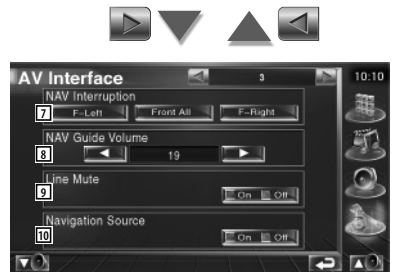 AV Interface 3 10:10
NAV Interruption
7 F-Left Front All F-Right
NAV Guide Volume
8 19
Line Mute
9 On Off
Navigation Source
10 On Off